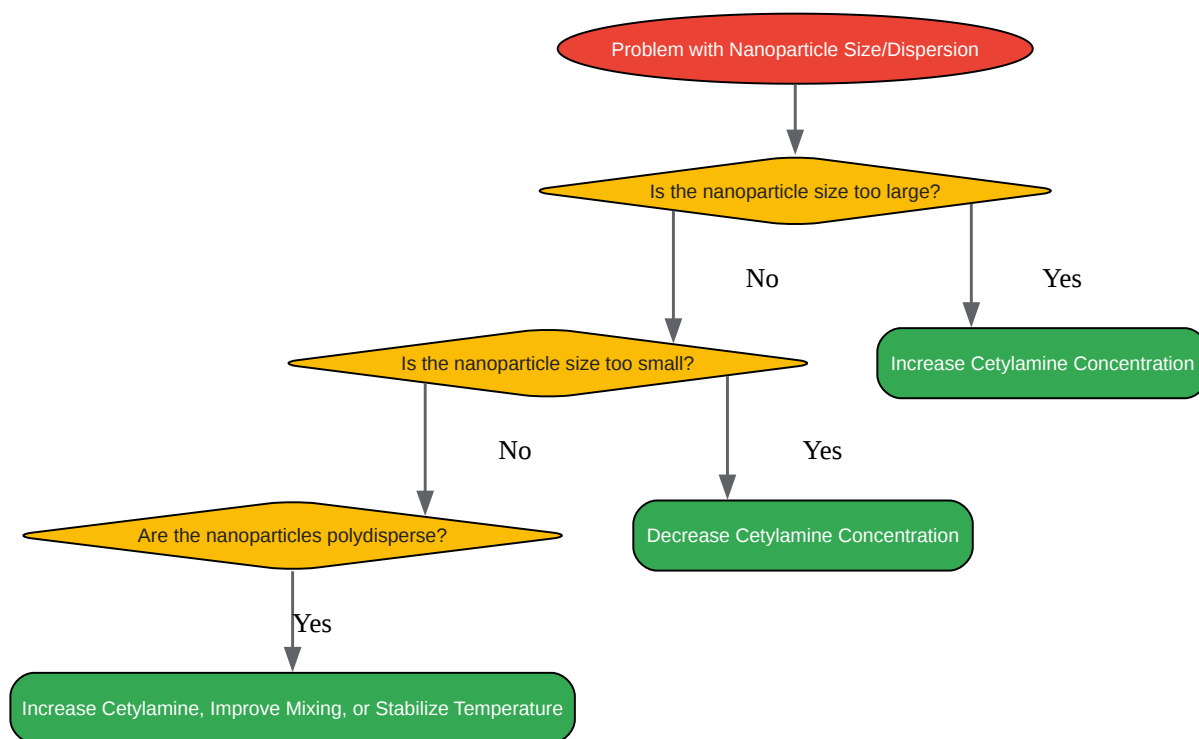 Problem with Nanoparticle Size/Dispersion
Is the nanoparticle size too large?
No
Yes
Is the nanoparticle size too small?
Increase Cetylamine Concentration
No
Yes
Are the nanoparticles polydisperse?
Decrease Cetylamine Concentration
Yes
Increase Cetylamine, Improve Mixing, or Stabilize Temperature